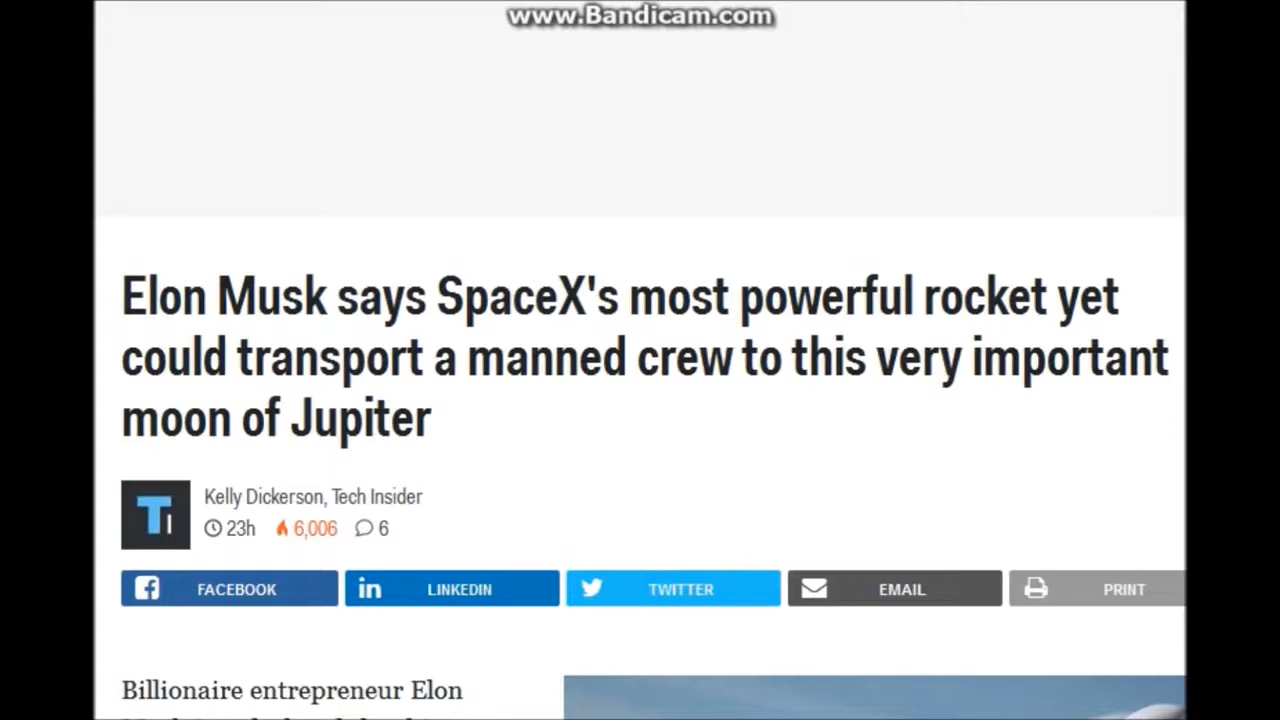 www.Bandicam.com
Elon Musk says SpaceX's most powerful rocket yet
could transport a manned crew to this very important
moon of Jupiter
TI
Kelly Dickerson, Tech Insider
23h 6,006 6
FACEBOOK LINKEDIN TWITTER EMAIL PRINT
Billionaire entrepreneur Elon